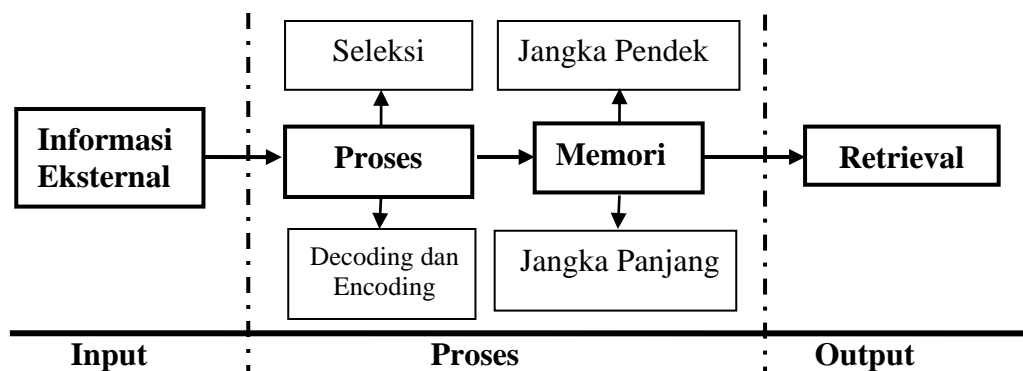 Seleksi
Jangka Pendek
Informasi
Eksternal
Proses
Memori
Retrieval
Decoding dan
Encoding
Jangka Panjang
Input
Proses
Output